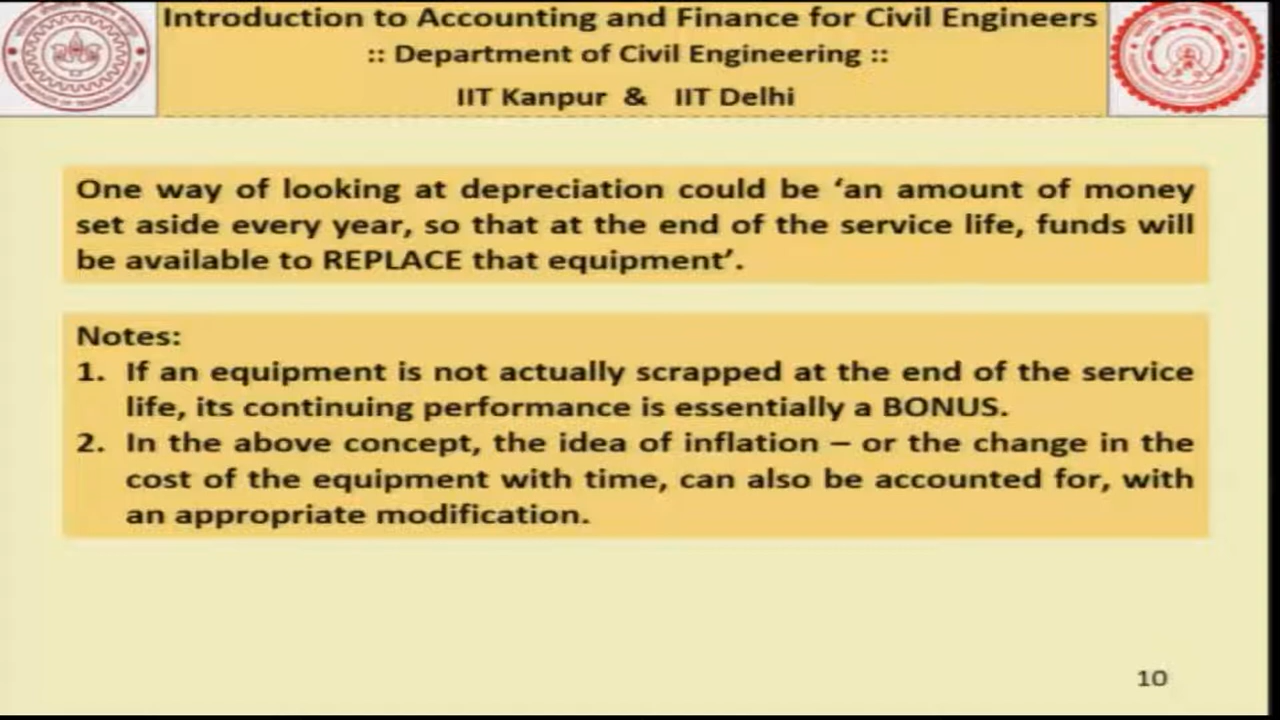 Introduction to Accounting and Finance for Civil Engineers
:: Department of Civil Engineering ::
IIT Kanpur & IIT Delhi
One way of looking at depreciation could be ‘an amount of money
set aside every year, so that at the end of the service life, funds will
be available to REPLACE that equipment’.
Notes:
1. If an equipment is not actually scrapped at the end of the service
life, its continuing performance is essentially a BONUS.
2. In the above concept, the idea of inflation – or the change in the
cost of the equipment with time, can also be accounted for, with
an appropriate modification.
10